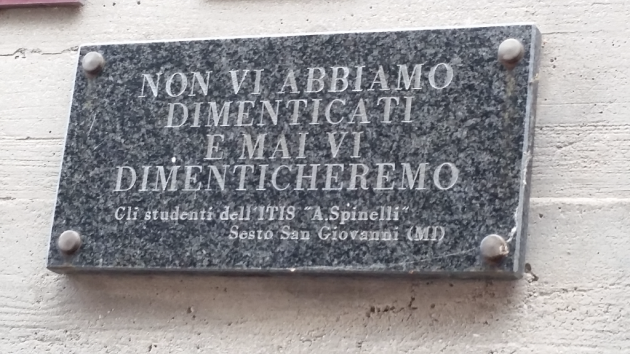 NON VI ABBIAMO
DIMENTICATI
E MAI VI
DIMENTICHEREMO
Gli studenti dell'ITIS "A.Spinelli"
Sesto San Giovanni (MI)